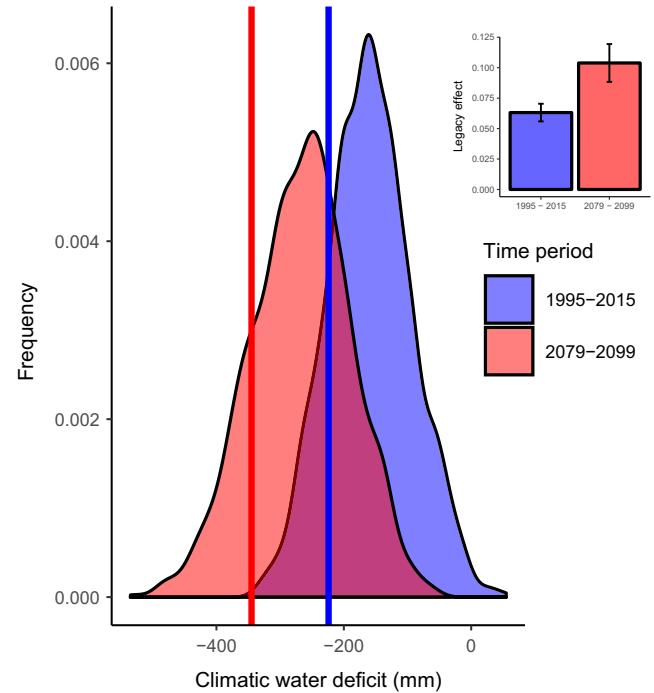 0.006
0.004
0.002
0.000
Frequency
−400
−200
0
Climatic water deficit (mm)
0.125
0.100
0.075
0.050
0.025
0.000
Legacy effect
1995 − 2015
2079 − 2099
Time period
1995−2015
2079−2099